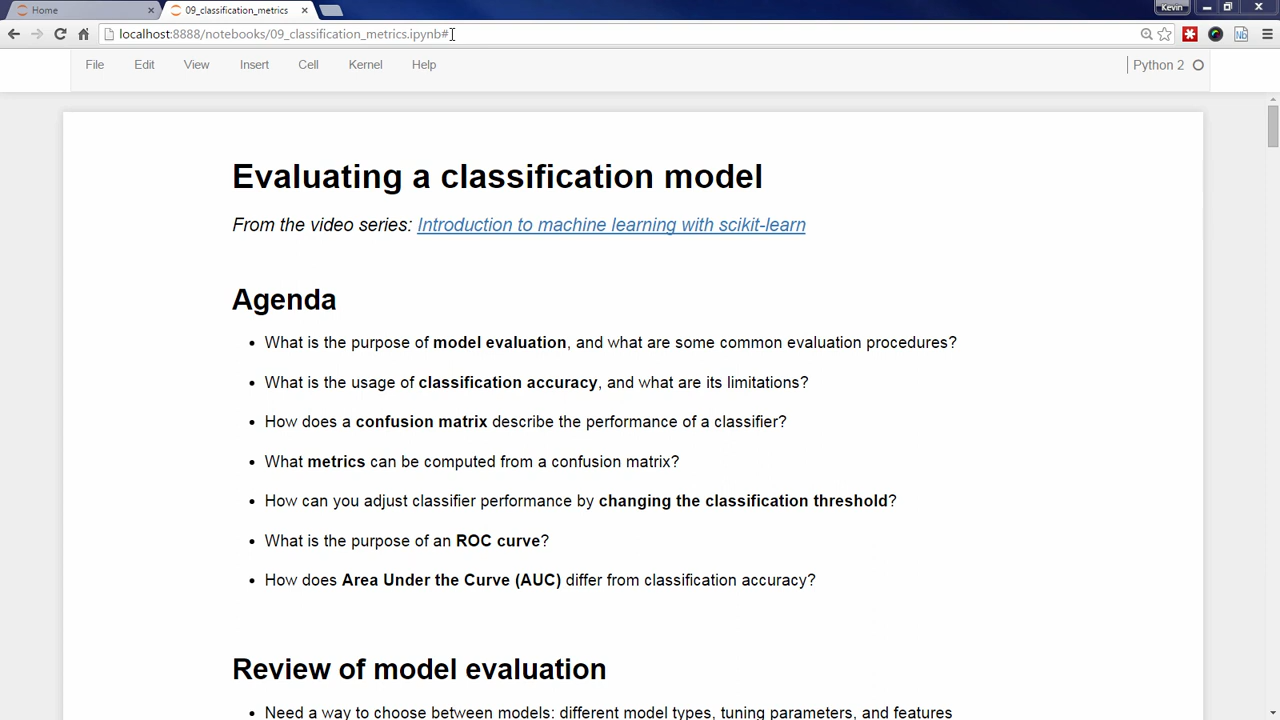 Home
09_classification_metrics
Kevin
localhost:8888/notebooks/09_classification_metrics.ipynb#
File Edit View Insert Cell Kernel Help Python 2
Evaluating a classification model
From the video series: Introduction to machine learning with scikit-learn
Agenda
• What is the purpose of model evaluation, and what are some common evaluation procedures?
• What is the usage of classification accuracy, and what are its limitations?
• How does a confusion matrix describe the performance of a classifier?
• What metrics can be computed from a confusion matrix?
• How can you adjust classifier performance by changing the classification threshold?
• What is the purpose of an ROC curve?
• How does Area Under the Curve (AUC) differ from classification accuracy?
Review of model evaluation
• Need a way to choose between models: different model types, tuning parameters, and features